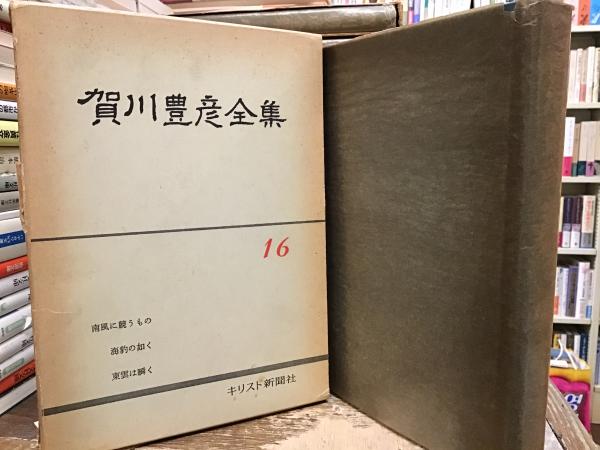 賀川豊彦全集
16
南風に競うもの
海豹の如く
東雲は瞬く
キリスト新聞社